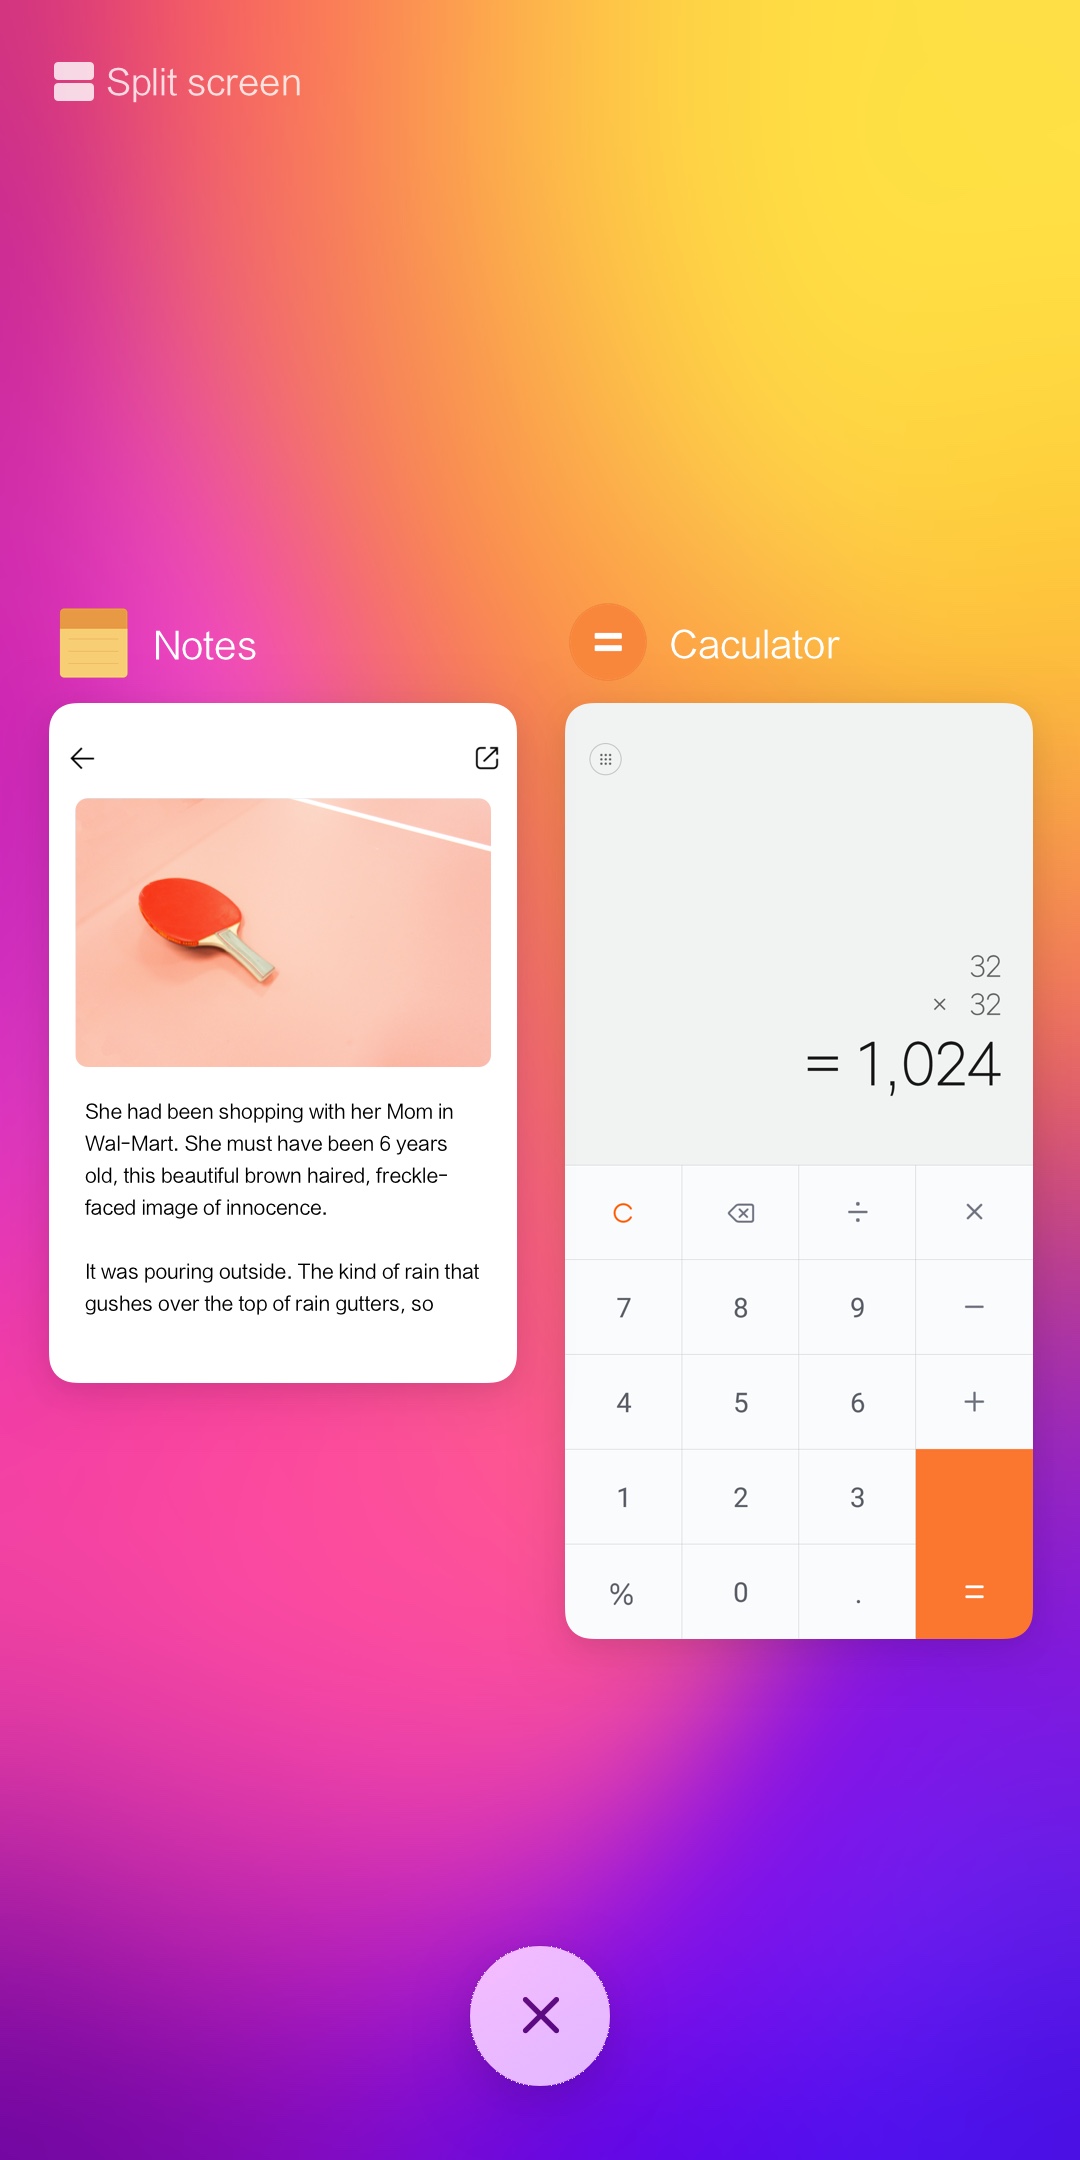 Split screen
Notes
Caculator
She had been shopping with her Mom in
Wal-Mart. She must have been 6 years
old, this beautiful brown haired, freckle-
faced image of innocence.
It was pouring outside. The kind of rain that
gushes over the top of rain gutters, so
32
× 32
= 1,024
C ÷ ×
7 8 9 −
4 5 6 +
1 2 3
% 0 . =